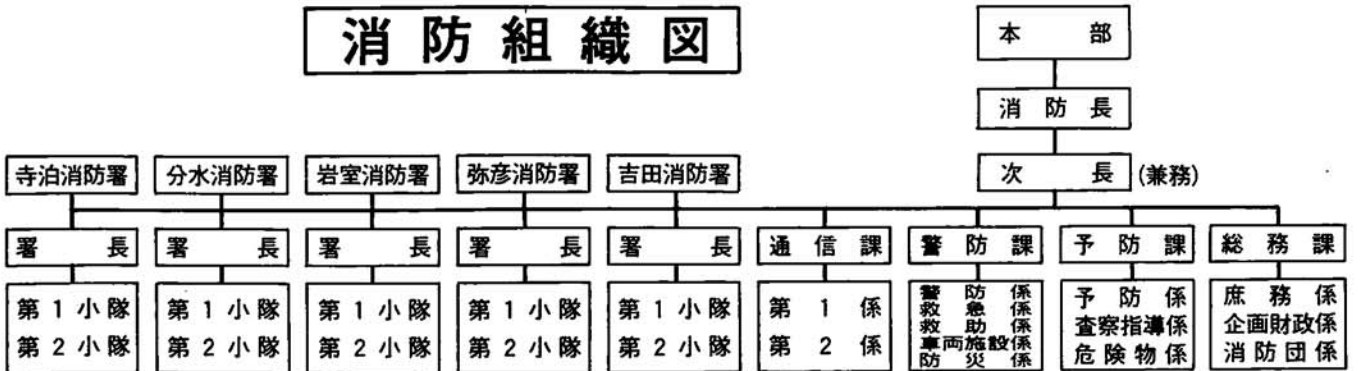 消防組織図
本部
消防長
次長 (兼務)
寺泊消防署 分水消防署 岩室消防署 弥彦消防署 吉田消防署
署長 署長 署長 署長 署長 通信課 警防課 予防課 総務課
第1小隊 第1小隊 第1小隊 第1小隊 第1小隊 第1係
第2小隊 第2小隊 第2小隊 第2小隊 第2小隊 第2係
警防係
救急係
救助係
車両施設係
防災係
予防係
査察指導係
危険物係
庶務係
企画財政係
消防団係